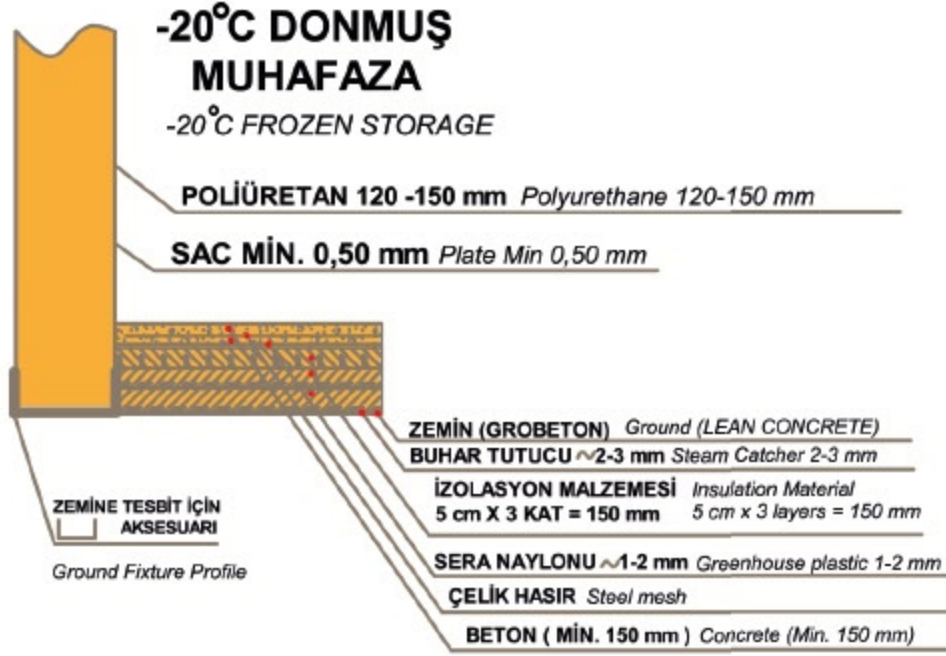 -20°C DONMUŞ
MUHAFAZA
-20°C FROZEN STORAGE
POLİÜRETAN 120 -150 mm Polyurethane 120-150 mm
SAC MİN. 0,50 mm Plate Min 0,50 mm
ZEMİN (GROBETON) Ground (LEAN CONCRETE)
BUHAR TUTUCU ~2-3 mm Steam Catcher 2-3 mm
İZOLASYON MALZEMESİ Insulation Material
5 cm X 3 KAT = 150 mm 5 cm x 3 layers = 150 mm
SERA NAYLONU ~1-2 mm Greenhouse plastic 1-2 mm
ÇELİK HASIR Steel mesh
BETON ( MİN. 150 mm ) Concrete (Min. 150 mm)
ZEMİNE TESBİT İÇİN
AKSESUARI
Ground Fixture Profile